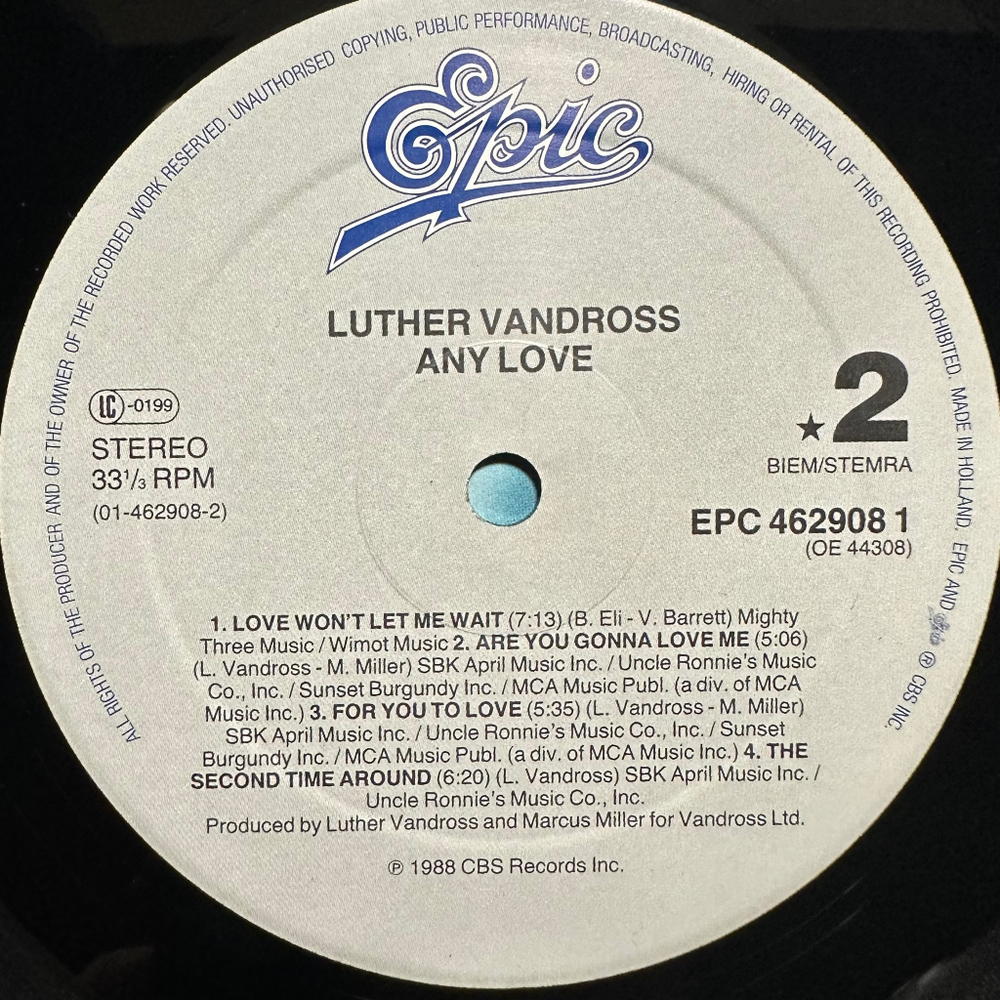 ALL RIGHTS OF THE PRODUCER AND OF THE OWNER OF THE RECORDED WORK RESERVED. UNAUTHORISED COPYING, PUBLIC PERFORMANCE, BROADCASTING, HIRING OR RENTAL OF THIS RECORDING PROHIBITED. MADE IN HOLLAND. EPIC AND Epic ® CBS INC.
Epic
LUTHER VANDROSS
ANY LOVE
LC-0199
STEREO
33 1/3 RPM
(01-462908-2)
★2
BIEM/STEMRA
EPC 462908 1
(OE 44308)
1. LOVE WON'T LET ME WAIT (7:13) (B. Eli - V. Barrett) Mighty
Three Music / Wimot Music 2. ARE YOU GONNA LOVE ME (5:06)
(L. Vandross - M. Miller) SBK April Music Inc. / Uncle Ronnie's Music
Co., Inc. / Sunset Burgundy Inc. / MCA Music Publ. (a div. of MCA
Music Inc.) 3. FOR YOU TO LOVE (5:35) (L. Vandross - M. Miller)
SBK April Music Inc. / Uncle Ronnie's Music Co., Inc. / Sunset
Burgundy Inc. / MCA Music Publ. (a div. of MCA Music Inc.) 4. THE
SECOND TIME AROUND (6:20) (L. Vandross) SBK April Music Inc. /
Uncle Ronnie's Music Co., Inc.
Produced by Luther Vandross and Marcus Miller for Vandross Ltd.
℗ 1988 CBS Records Inc.